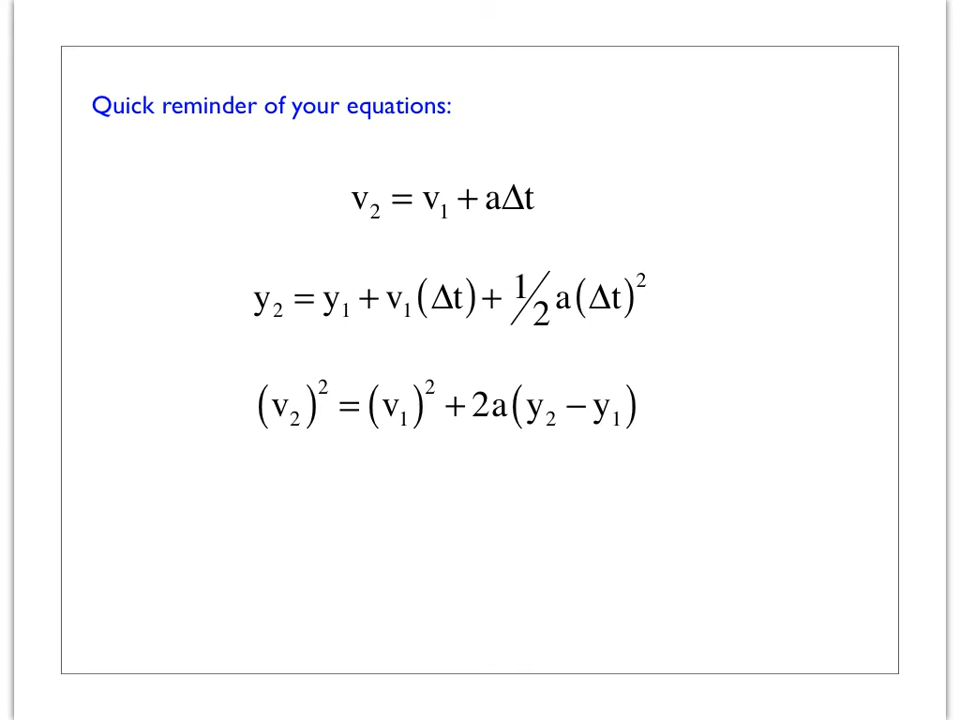 Quick reminder of your equations:
v₂ = v₁ + aΔt
y₂ = y₁ + v₁(Δt) + ½ a(Δt)²
(v₂)² = (v₁)² + 2a(y₂ − y₁)